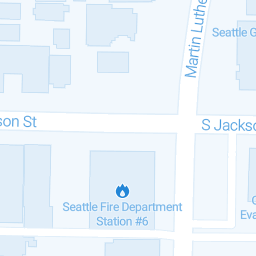 Martin Luthe
Seattle G
son St
S Jackso
Seattle Fire Department
Station #6
Eva